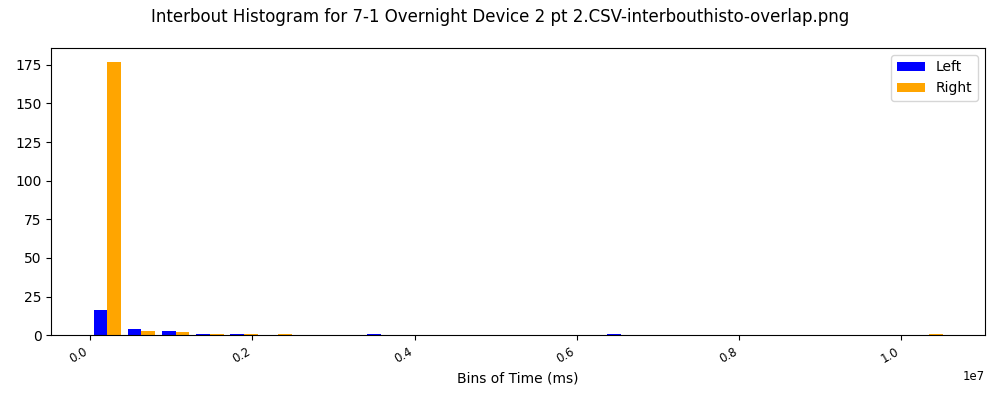 Interbout Histogram for 7-1 Overnight Device 2 pt 2.CSV-interbouthisto-overlap.png
175
150
125
100
75
50
25
0
Left
Right
0.0 0.2 0.4 0.6 0.8 1.0
1e7
Bins of Time (ms)